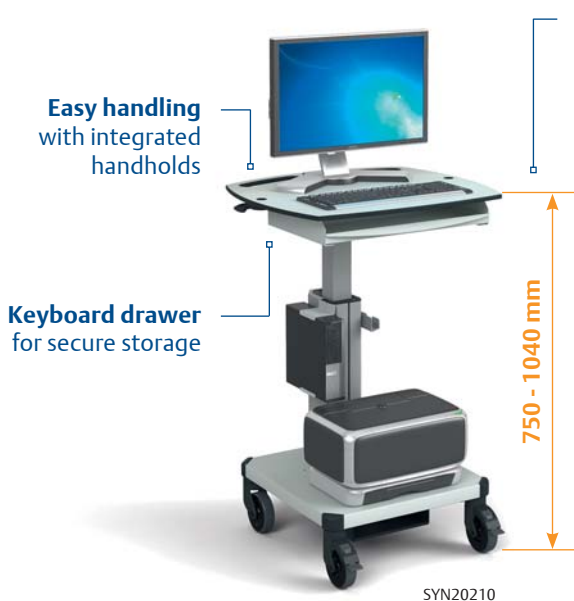 Easy handling
with integrated
handholds
Keyboard drawer
for secure storage
750 - 1040 mm
SYN20210